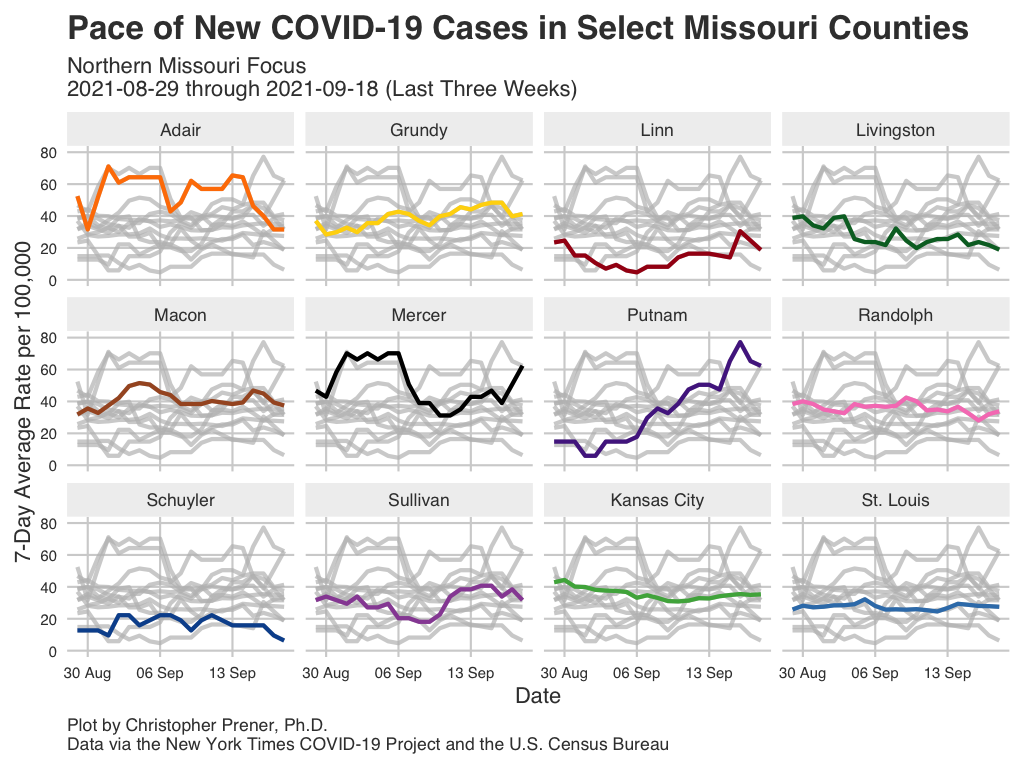 Pace of New COVID-19 Cases in Select Missouri Counties
Northern Missouri Focus
2021-08-29 through 2021-09-18 (Last Three Weeks)
7-Day Average Rate per 100,000
Adair Grundy Linn Livingston
80
60
40
20
0
Macon Mercer Putnam Randolph
80
60
40
20
0
Schuyler Sullivan Kansas City St. Louis
80
60
40
20
0
30 Aug 06 Sep 13 Sep 30 Aug 06 Sep 13 Sep 30 Aug 06 Sep 13 Sep 30 Aug 06 Sep 13 Sep
Date
Plot by Christopher Prener, Ph.D.
Data via the New York Times COVID-19 Project and the U.S. Census Bureau